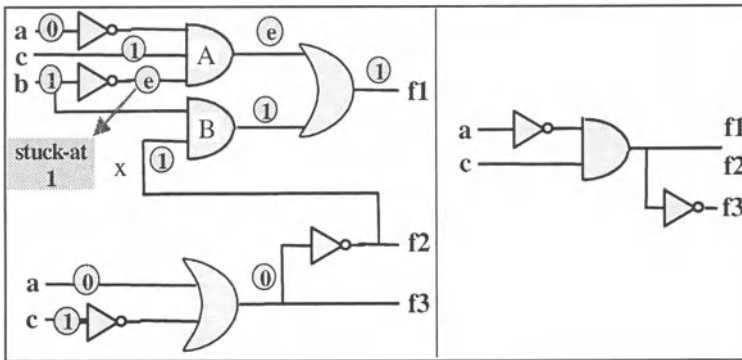 a 0
c 1 A e
b 1 e 1 f1
B 1
stuck-at
1
x 1
f2
a 0 0
c 1 f3
a
c
f1
f2
f3